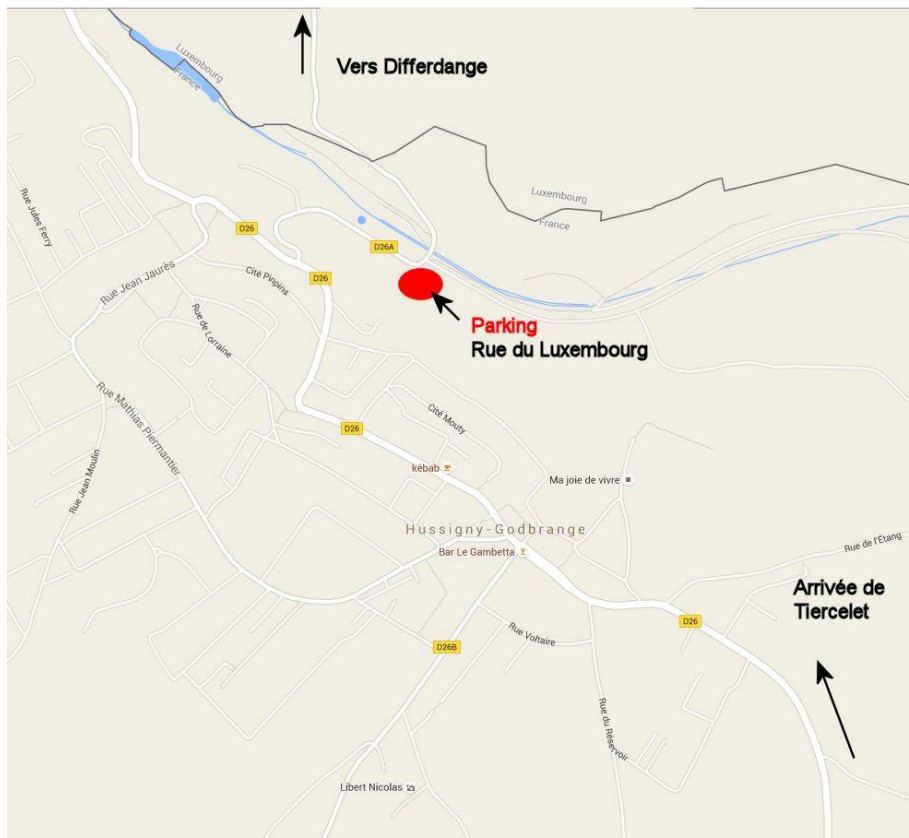 Luxembourg
France
Vers Differdange
Rue Jules Ferry
Luxembourg
France
D26
D26A
Rue Jean Jaurès
Cité Pinpins
D26
Rue de Lorraine
Parking
Rue du Luxembourg
Rue Mathias Piermantier
Cité Mouty
D26
Rue Jean Moulin
kébab
Ma joie de vivre
Hussigny-Godbrange
Bar Le Gambetta
Rue de l'Étang
Arrivée de
Tiercelet
D26
Rue Voltaire
D26B
Rue du Réservoir
Libert Nicolas